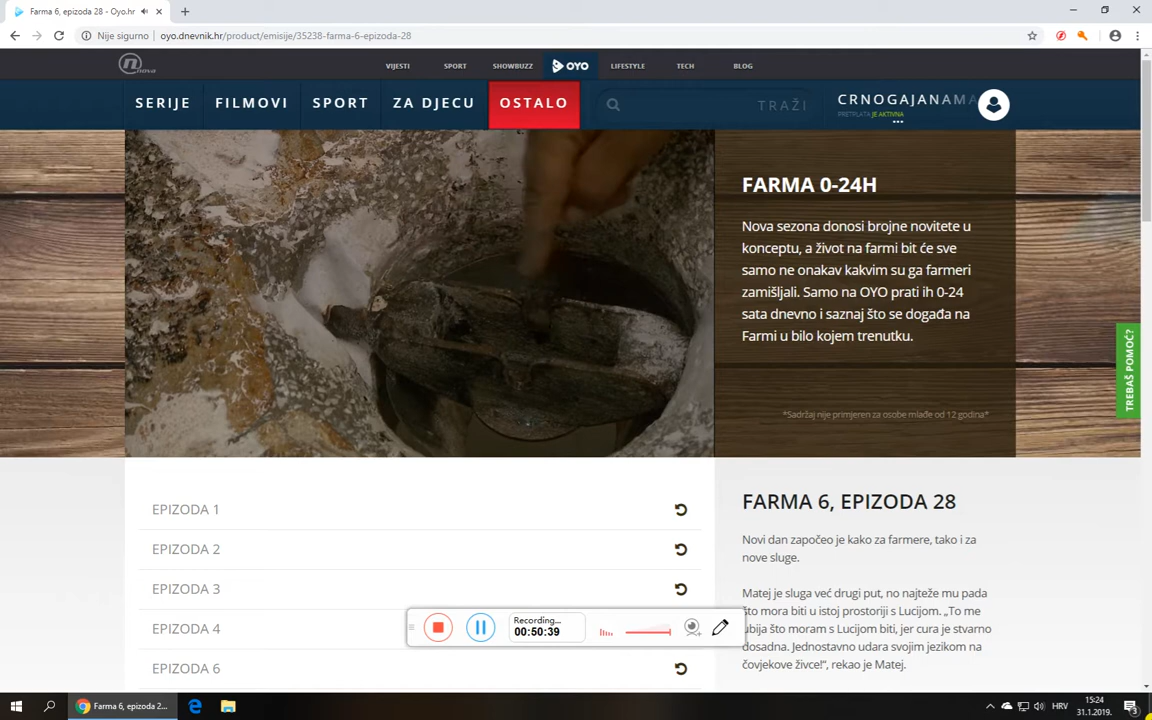 Farma 6, epizoda 28 - Oyo.hr
Nije sigurno
oyo.dnevnik.hr/product/emisije/35238-farma-6-epizoda-28
nova
VIJESTI
SPORT
SHOWBUZZ
OYO
LIFESTYLE
TECH
BLOG
SERIJE
FILMOVI
SPORT
ZA DJECU
OSTALO
TRAŽI
CRNOGAJANAMA
PRETPLATA JE AKTIVNA
FARMA 0-24H
Nova sezona donosi brojne novitete u
konceptu, a život na farmi bit će sve
samo ne onakav kakvim su ga farmeri
zamišljali. Samo na OYO prati ih 0-24
sata dnevno i saznaj što se događa na
Farmi u bilo kojem trenutku.
*Sadržaj nije primjeren za osobe mlađe od 12 godina*
TREBAŠ POMOĆ?
EPIZODA 1
EPIZODA 2
EPIZODA 3
EPIZODA 4
EPIZODA 6
FARMA 6, EPIZODA 28
Novi dan započeo je kako za farmere, tako i za
nove sluge.
Matej je sluga već drugi put, no najteže mu pada
što mora biti u istoj prostoriji s Lucijom. „To me
ubija što moram s Lucijom biti, jer cura je stvarno
dosadna. Jednostavno udara svojim jezikom na
čovjekove živce!“, rekao je Matej.
Recording...
00:50:39
Farma 6, epizoda 2...
HRV
15:24
31.1.2019.
3